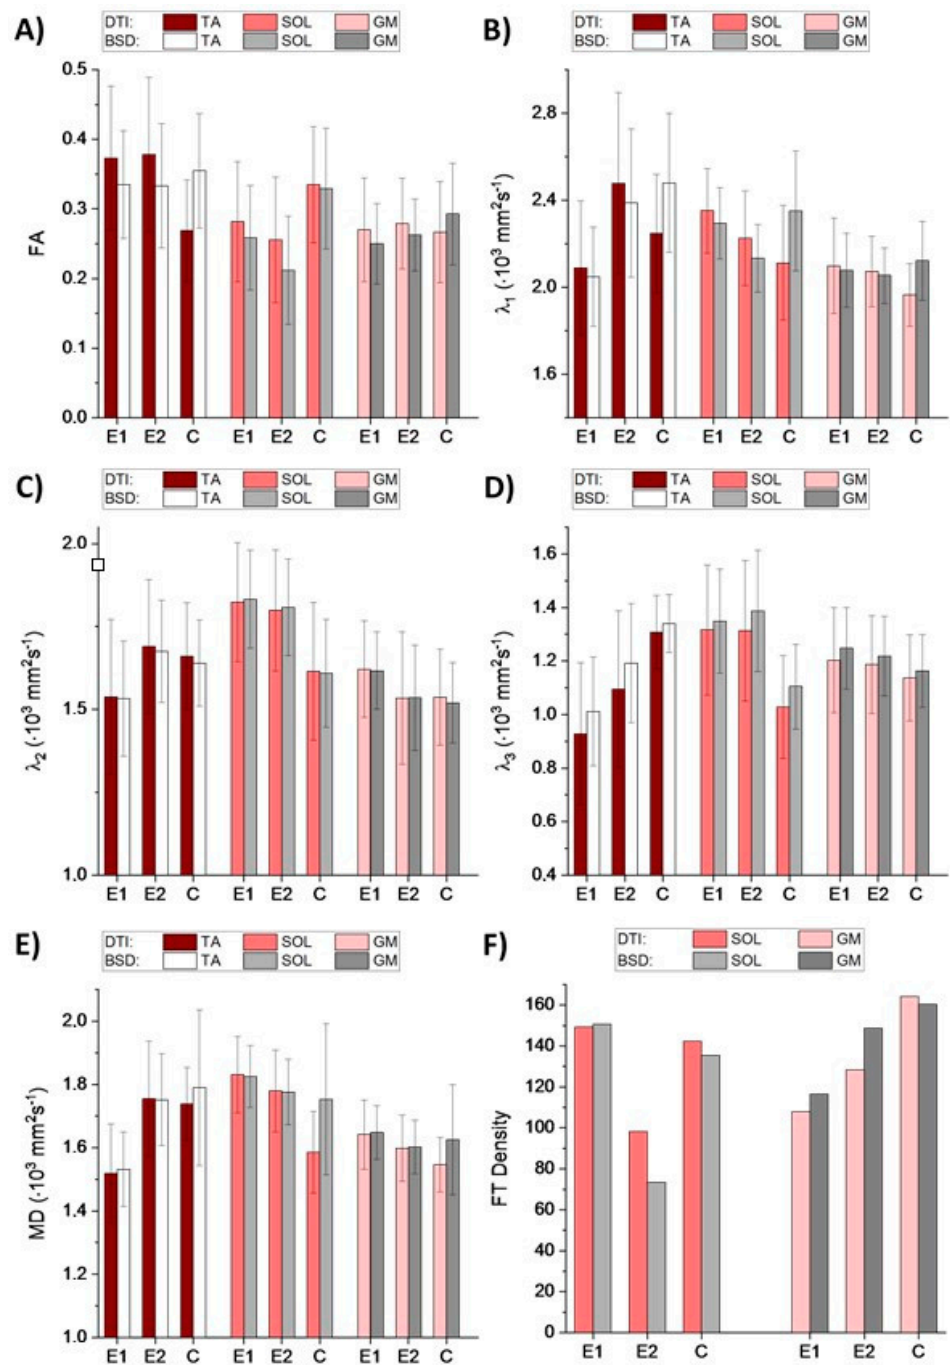 A)
DTI: TA SOL GM
BSD: TA SOL GM
0.5
0.4
0.3
0.2
0.1
0.0
FA
E1 E2 C E1 E2 C E1 E2 C
B)
DTI: TA SOL GM
BSD: TA SOL GM
2.8
2.4
2.0
1.6
λ1 (·10³ mm²s⁻¹)
E1 E2 C E1 E2 C E1 E2 C
C)
DTI: TA SOL GM
BSD: TA SOL GM
2.0
1.5
1.0
λ2 (·10³ mm²s⁻¹)
E1 E2 C E1 E2 C E1 E2 C
D)
DTI: TA SOL GM
BSD: TA SOL GM
1.6
1.4
1.2
1.0
0.8
0.6
0.4
λ3 (·10³ mm²s⁻¹)
E1 E2 C E1 E2 C E1 E2 C
E)
DTI: TA SOL GM
BSD: TA SOL GM
2.0
1.8
1.6
1.4
1.2
1.0
MD (·10³ mm²s⁻¹)
E1 E2 C E1 E2 C E1 E2 C
F)
DTI: SOL GM
BSD: SOL GM
160
140
120
100
80
60
40
20
0
FT Density
E1 E2 C E1 E2 C